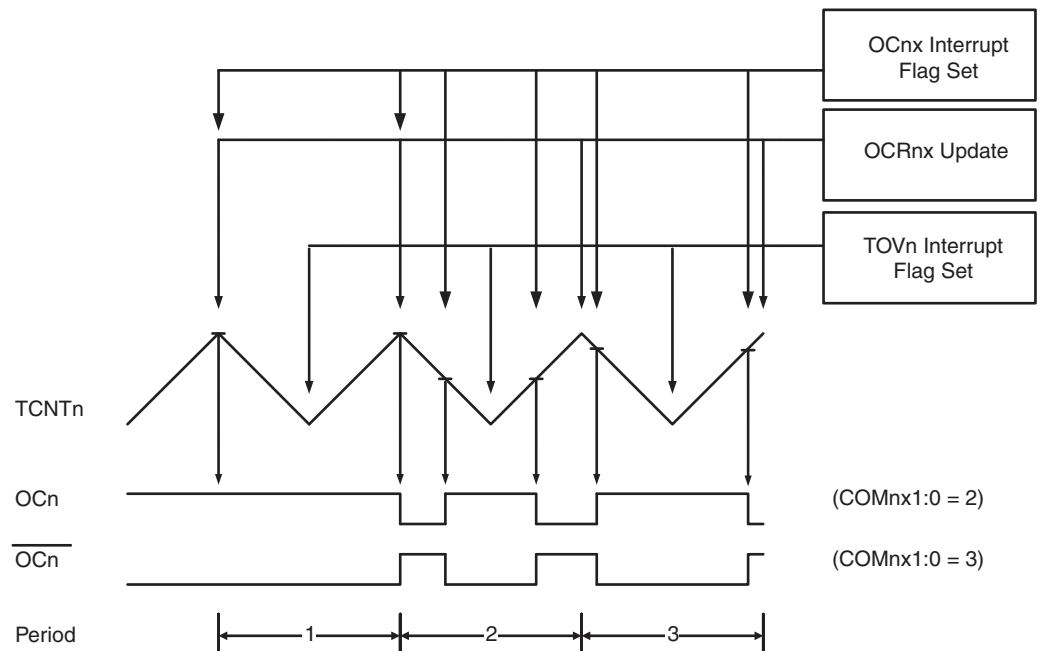 OCnx Interrupt
Flag Set
OCRnx Update
TOVn Interrupt
Flag Set
TCNTn
OCn
(COMnx1:0 = 2)
OCn
(COMnx1:0 = 3)
Period
1
2
3